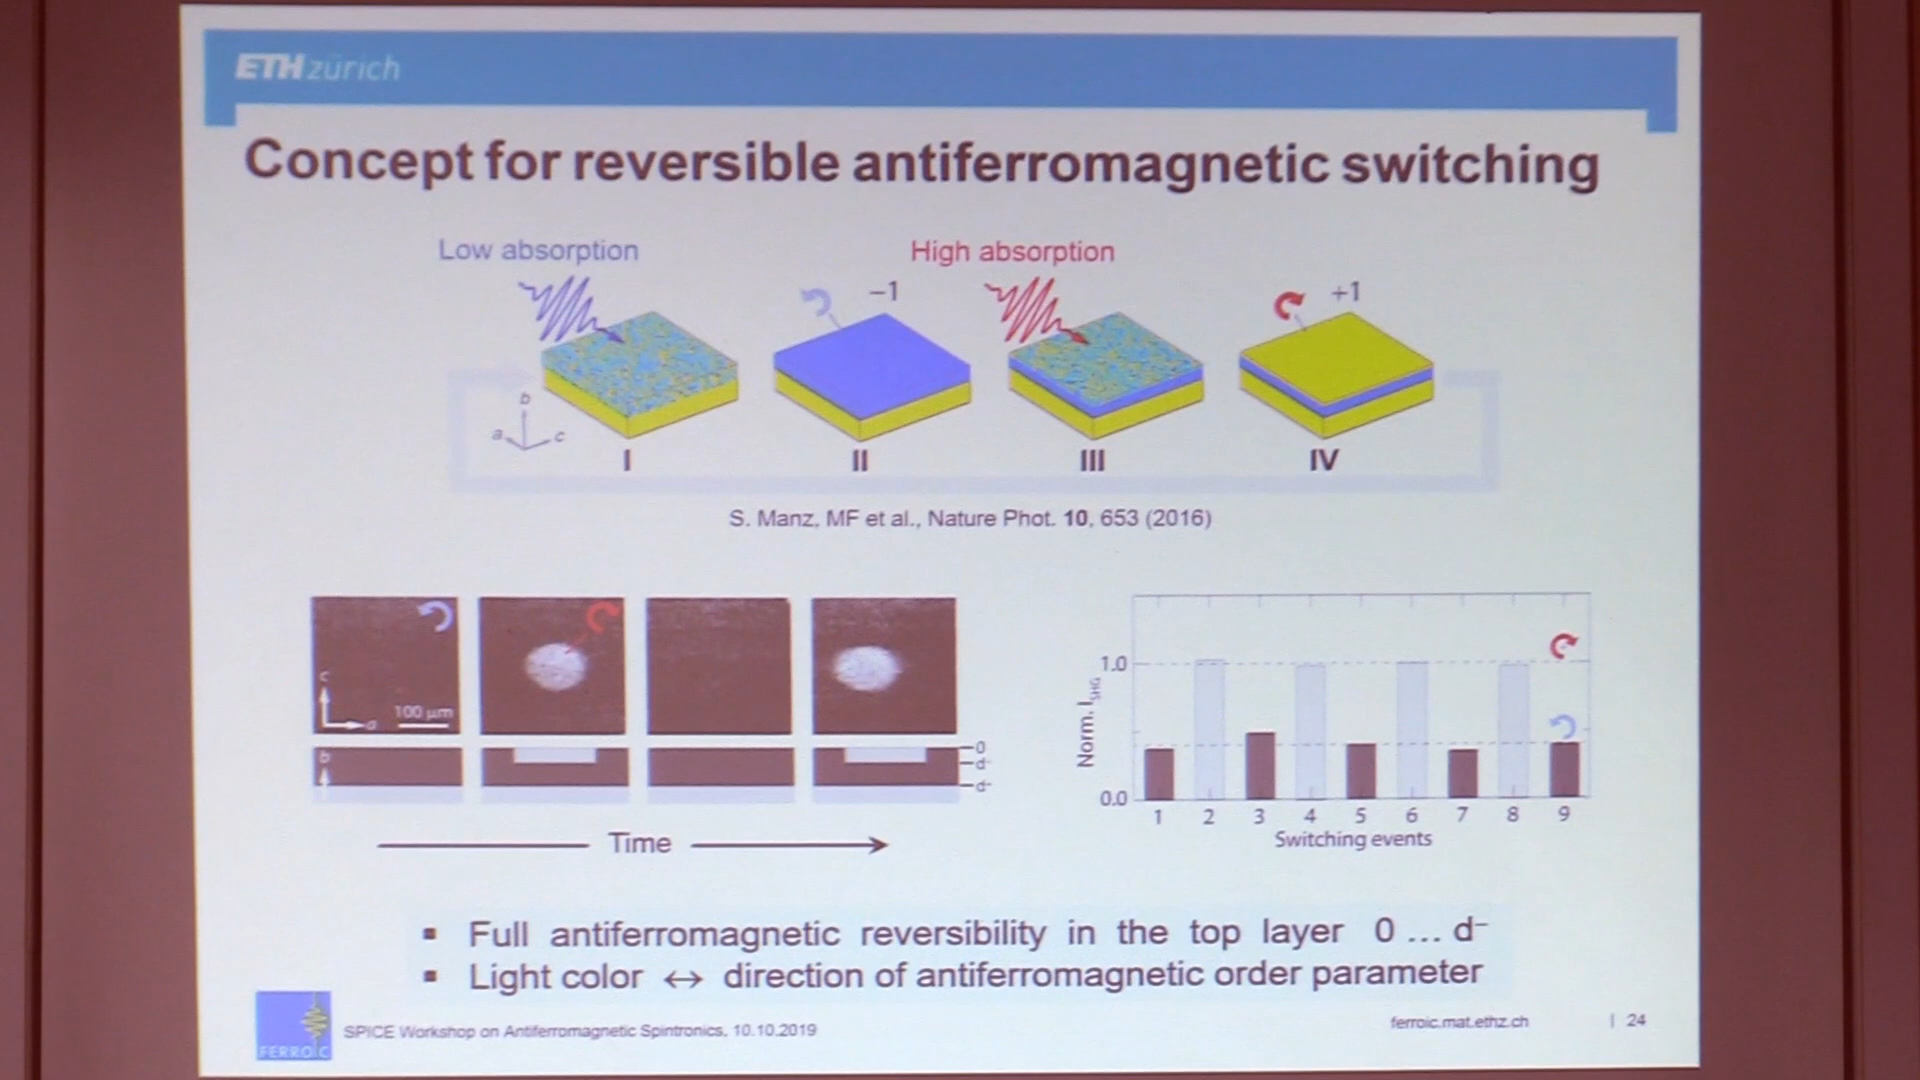 ETH zürich
Concept for reversible antiferromagnetic switching
Low absorption
High absorption
−1
+1
b
a
c
I
II
III
IV
S. Manz, MF et al., Nature Phot. 10, 653 (2016)
c
a
100 µm
b
0
d
d⁻
Time
Norm. I_SHG
1.0
0.0
1 2 3 4 5 6 7 8 9
Switching events
▪ Full antiferromagnetic reversibility in the top layer 0 ... d⁻
▪ Light color ↔ direction of antiferromagnetic order parameter
FERROIC
SPICE Workshop on Antiferromagnetic Spintronics, 10.10.2019
ferroic.mat.ethz.ch
| 24